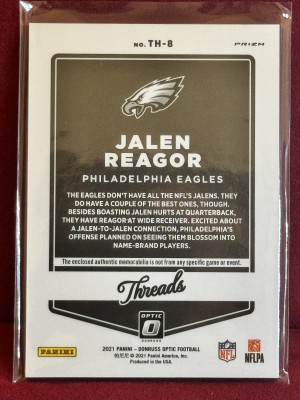 NO. TH-8
PRIZM
JALEN
REAGOR
PHILADELPHIA EAGLES
THE EAGLES DON'T HAVE ALL THE NFL'S JALENS. THEY
DO HAVE A COUPLE OF THE BEST ONES, THOUGH.
BESIDES BOASTING JALEN HURTS AT QUARTERBACK,
THEY HAVE REAGOR AT WIDE RECEIVER. EXCITED ABOUT
A JALEN-TO-JALEN CONNECTION, PHILADELPHIA'S
OFFENSE PLANNED ON SEEING THEM BLOSSOM INTO
NAME-BRAND PLAYERS.
The enclosed authentic memorabilia is not from any specific game or event.
Threads
OPTIC
DONRUSS
PANINI
2021 PANINI – DONRUSS OPTIC FOOTBALL
帕尼尼 © 2021 Panini America, Inc.
Produced in the USA.
NFL
NFLPA